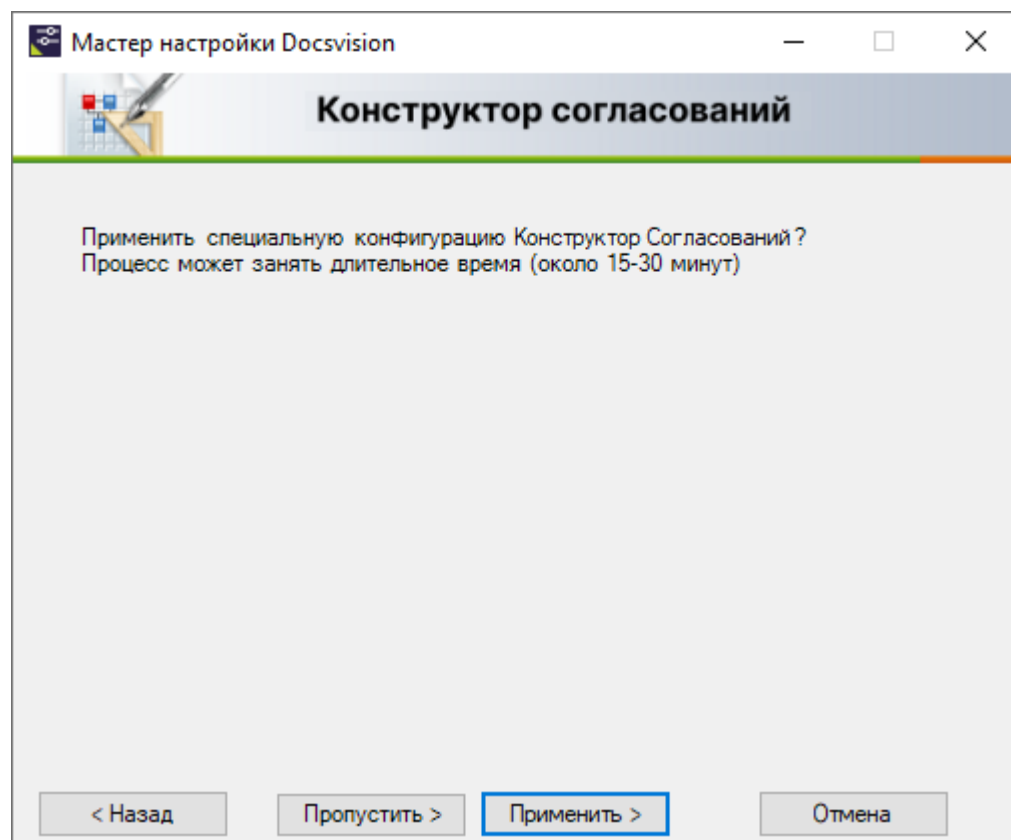 Мастер настройки Docsvision
Конструктор согласований
Применить специальную конфигурацию Конструктор Согласований?
Процесс может занять длительное время (около 15-30 минут)
< Назад
Пропустить >
Применить >
Отмена